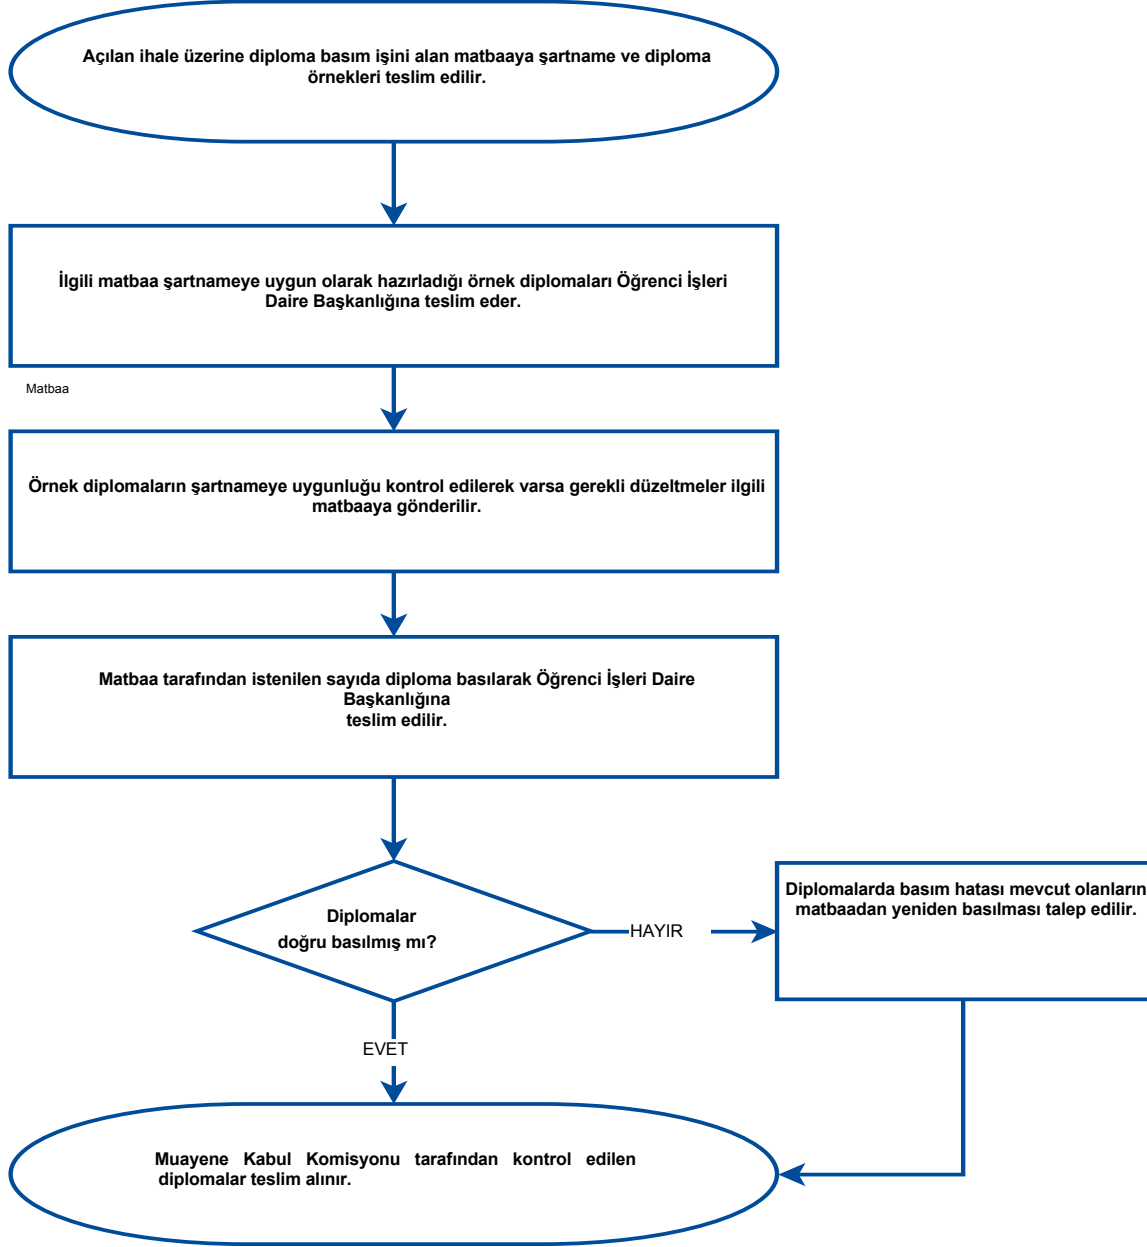 Açılan ihale üzerine diploma basım işini alan matbaaya şartname ve diploma
örnekleri teslim edilir.
İlgili matbaa şartnameye uygun olarak hazırladığı örnek diplomaları Öğrenci İşleri
Daire Başkanlığına teslim eder.
Matbaa
Örnek diplomaların şartnameye uygunluğu kontrol edilerek varsa gerekli düzeltmeler ilgili
matbaaya gönderilir.
Matbaa tarafından istenilen sayıda diploma basılarak Öğrenci İşleri Daire
Başkanlığına
teslim edilir.
Diplomalar
doğru basılmış mı?
HAYIR
Diplomalarda basım hatası mevcut olanların
matbaadan yeniden basılması talep edilir.
EVET
Muayene Kabul Komisyonu tarafından kontrol edilen
diplomalar teslim alınır.